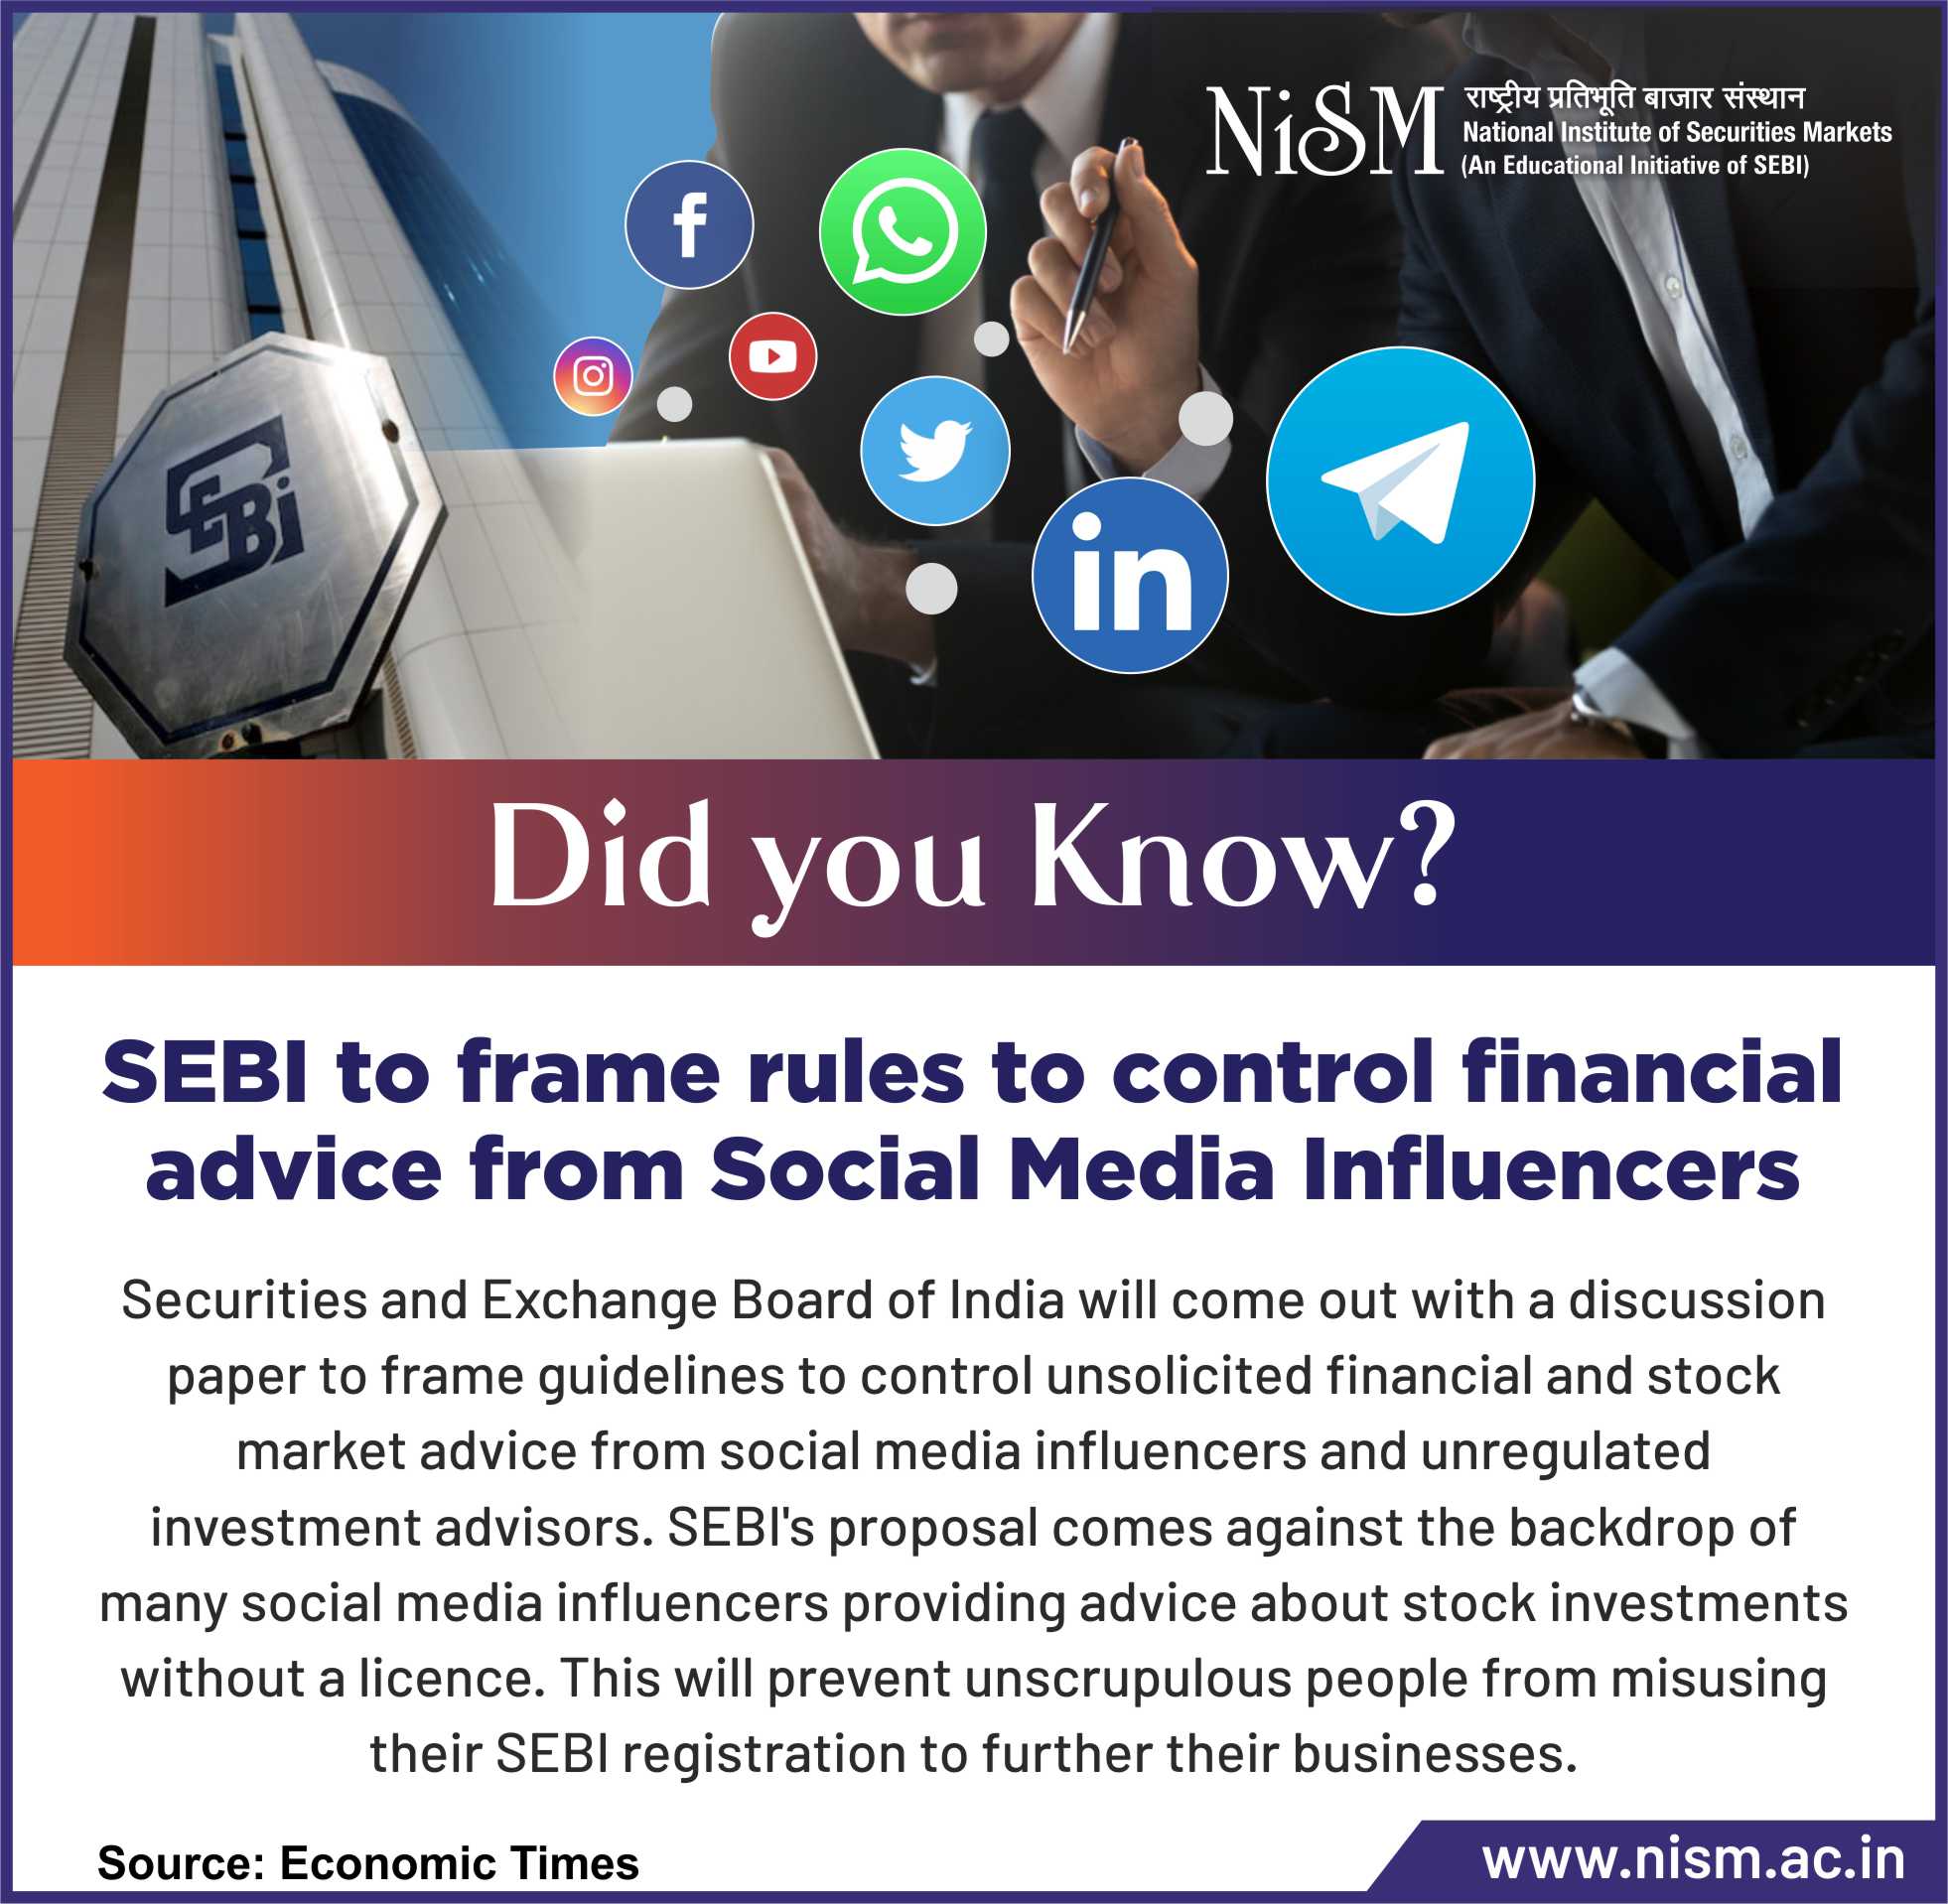 NiSM
राष्ट्रीय प्रतिभूति बाजार संस्थान
National Institute of Securities Markets
(An Educational Initiative of SEBI)
f
in
SEBi
Did you Know?
SEBI to frame rules to control financial
advice from Social Media Influencers
Securities and Exchange Board of India will come out with a discussion
paper to frame guidelines to control unsolicited financial and stock
market advice from social media influencers and unregulated
investment advisors. SEBI's proposal comes against the backdrop of
many social media influencers providing advice about stock investments
without a licence. This will prevent unscrupulous people from misusing
their SEBI registration to further their businesses.
Source: Economic Times
www.nism.ac.in